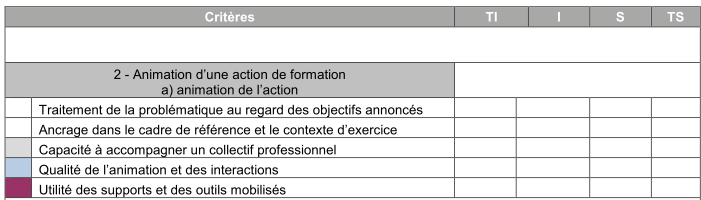 Critères TI I S TS
2 - Animation d'une action de formation
a) animation de l'action
Traitement de la problématique au regard des objectifs annoncés
Ancrage dans le cadre de référence et le contexte d'exercice
Capacité à accompagner un collectif professionnel
Qualité de l'animation et des interactions
Utilité des supports et des outils mobilisés